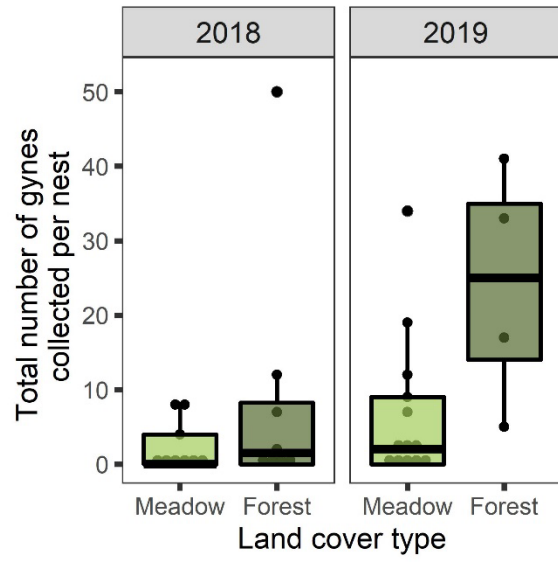 2018 2019
Total number of gynes
collected per nest
50
40
30
20
10
0
Meadow Forest Meadow Forest
Land cover type